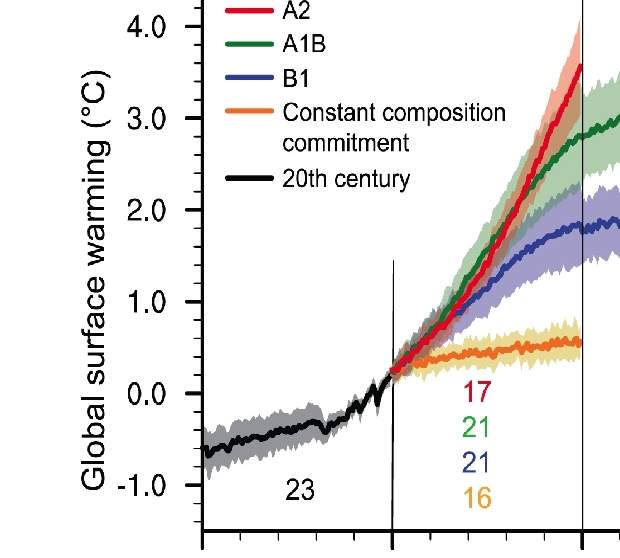 4.0
3.0
2.0
1.0
0.0
-1.0
Global surface warming (°C)
A2
A1B
B1
Constant composition
commitment
20th century
23
17
21
21
16